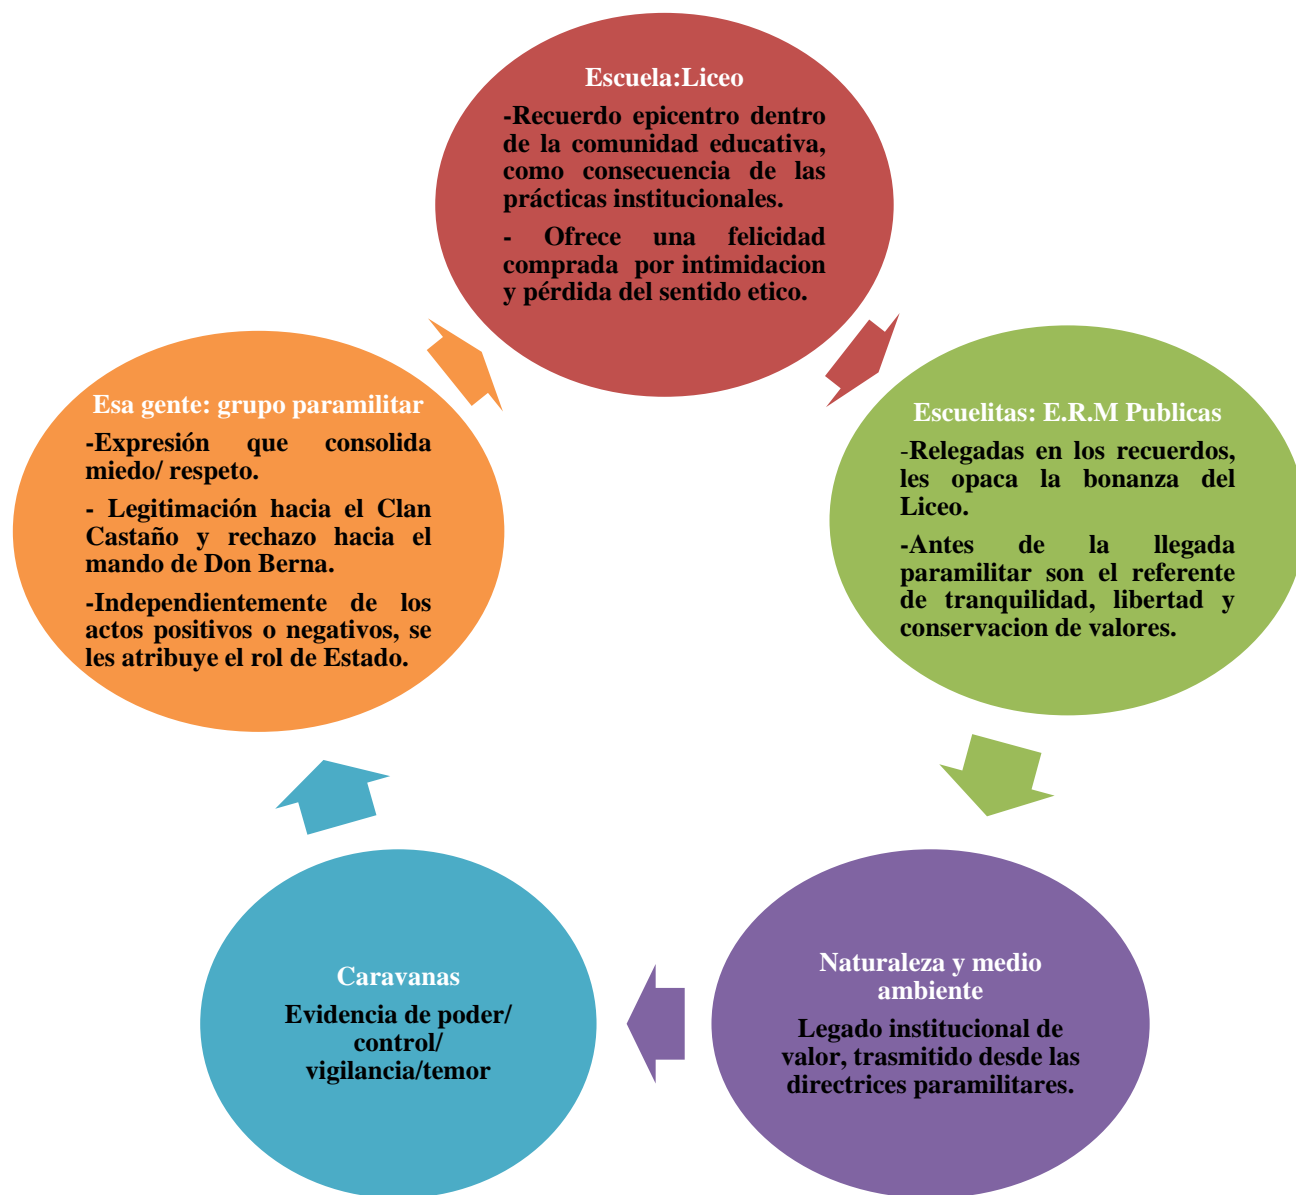 Escuela:Liceo
-Recuerdo epicentro dentro
de la comunidad educativa,
como consecuencia de las
prácticas institucionales.
- Ofrece una felicidad
comprada por intimidacion
y pérdida del sentido etico.
Escuelitas: E.R.M Publicas
-Relegadas en los recuerdos,
les opaca la bonanza del
Liceo.
-Antes de la llegada
paramilitar son el referente
de tranquilidad, libertad y
conservacion de valores.
Naturaleza y medio
ambiente
Legado institucional de
valor, trasmitido desde las
directrices paramilitares.
Caravanas
Evidencia de poder/
control/
vigilancia/temor
Esa gente: grupo paramilitar
-Expresión que consolida
miedo/ respeto.
- Legitimación hacia el Clan
Castaño y rechazo hacia el
mando de Don Berna.
-Independientemente de los
actos positivos o negativos, se
les atribuye el rol de Estado.